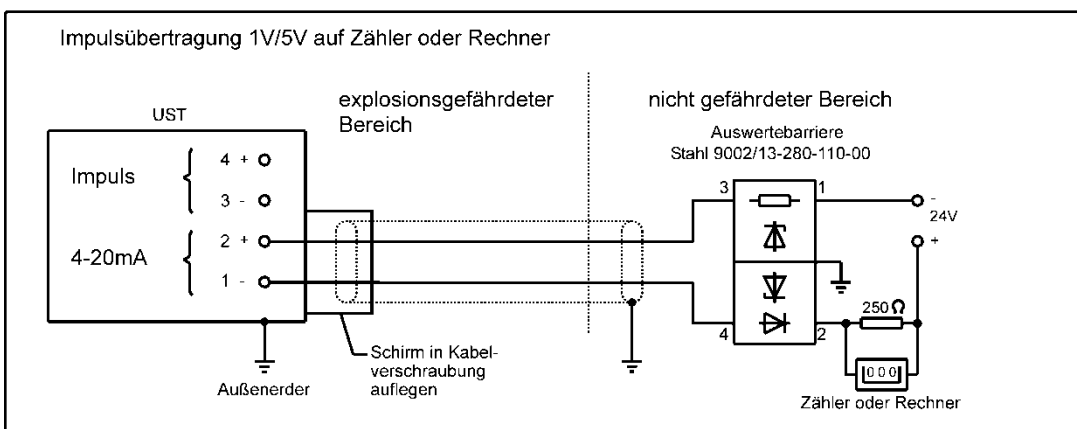 Impulsübertragung 1V/5V auf Zähler oder Rechner
UST
explosionsgefährdeter
Bereich
nicht gefährdeter Bereich
Auswertebarriere
Stahl 9002/13-280-110-00
Impuls
4 +
3 -
4-20mA
2 +
1 -
3
1
-
24V
+
4
2
250Ω
000
Schirm in Kabel-
verschraubung
auflegen
Außenerder
Zähler oder Rechner